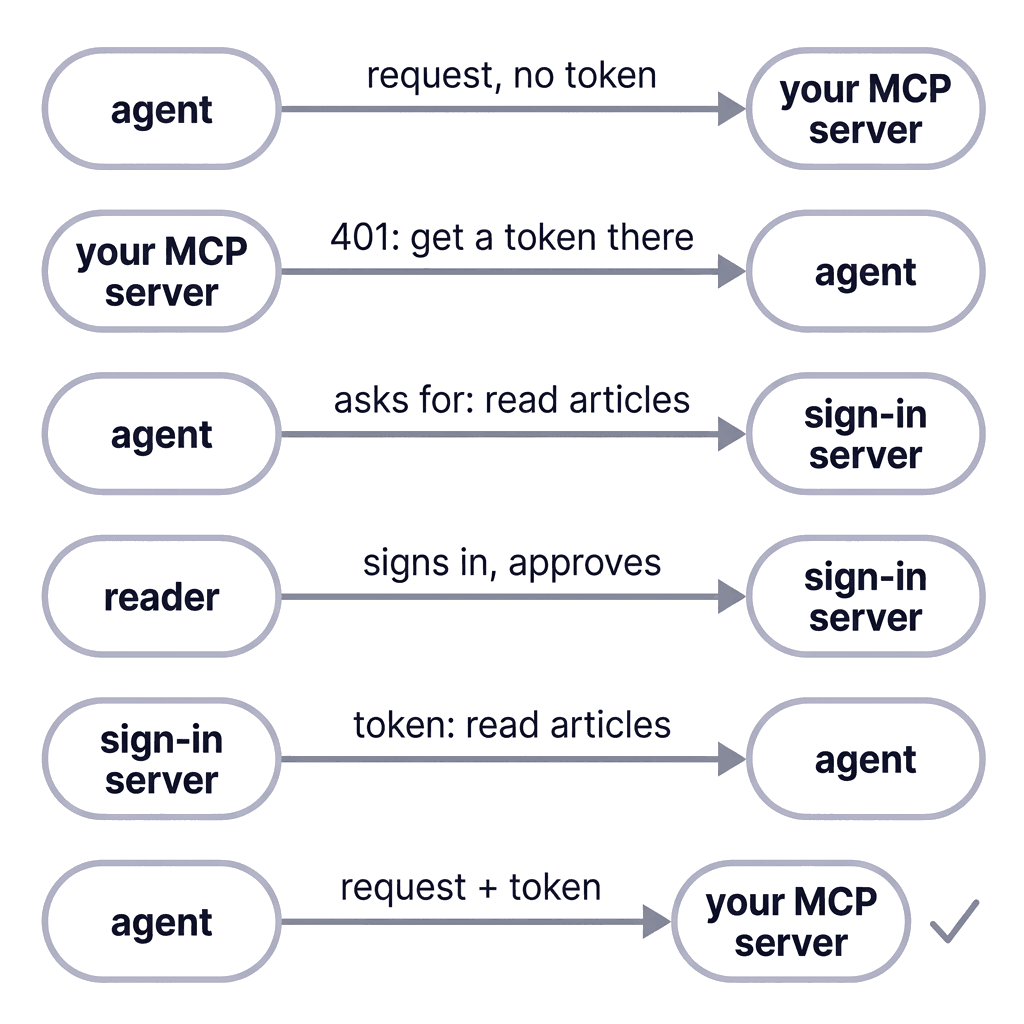 agent
request, no token
your MCP
server
your MCP
server
401: get a token there
agent
agent
asks for: read articles
sign-in
server
reader
signs in, approves
sign-in
server
sign-in
server
token: read articles
agent
agent
request + token
your MCP
server